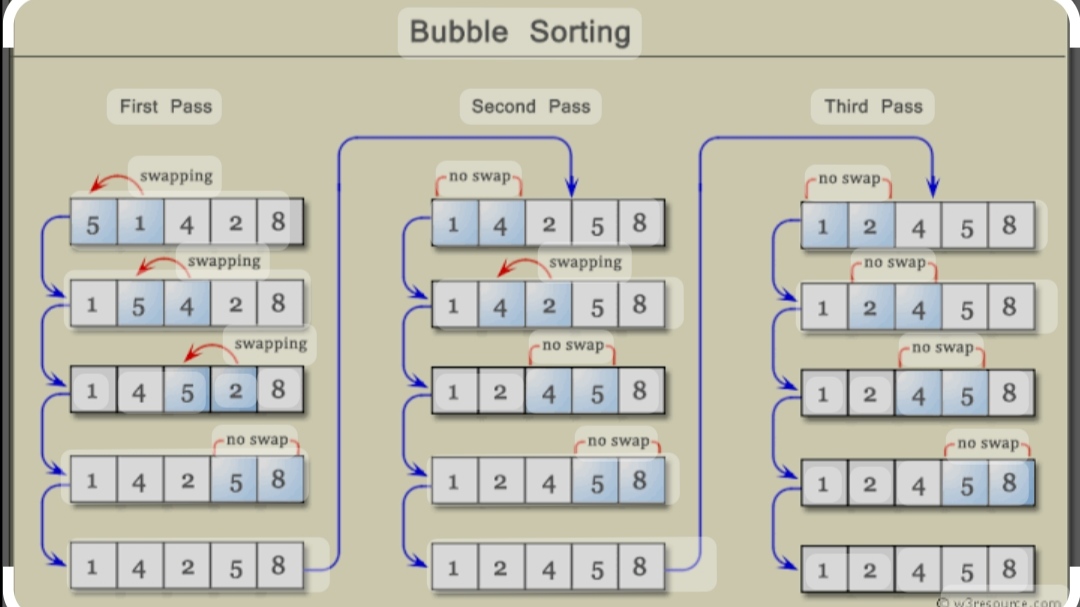 Bubble Sorting
First Pass
swapping
5 1 4 2 8
swapping
1 5 4 2 8
swapping
1 4 5 2 8
no swap
1 4 2 5 8
1 4 2 5 8
Second Pass
no swap
1 4 2 5 8
swapping
1 4 2 5 8
no swap
1 2 4 5 8
no swap
1 2 4 5 8
1 2 4 5 8
Third Pass
no swap
1 2 4 5 8
no swap
1 2 4 5 8
no swap
1 2 4 5 8
no swap
1 2 4 5 8
1 2 4 5 8
© w3resource.com